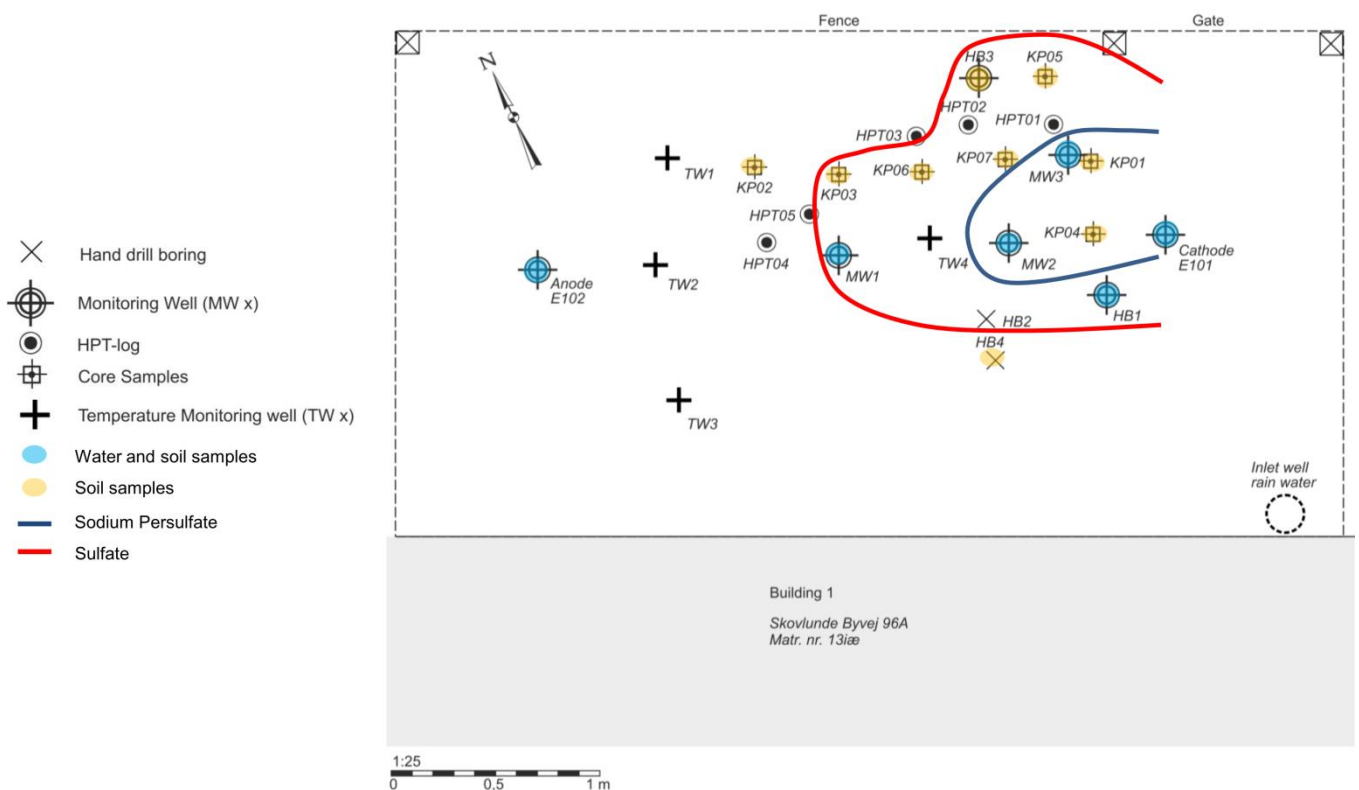 Fence
Gate
N
HB3
KP05
HPT02
HPT01
HPT03
KP07
MW3
KP01
KP06
TW1
KP02
KP03
HPT05
HPT04
KP04
Cathode
E101
MW2
TW4
MW1
Anode
E102
TW2
HB1
HB2
HB4
TW3
Hand drill boring
Monitoring Well (MW x)
HPT-log
Core Samples
Temperature Monitoring well (TW x)
Water and soil samples
Soil samples
Sodium Persulfate
Sulfate
Inlet well
rain water
Building 1
Skovlunde Byvej 96A
Matr. nr. 13iæ
1:25
0 0,5 1 m